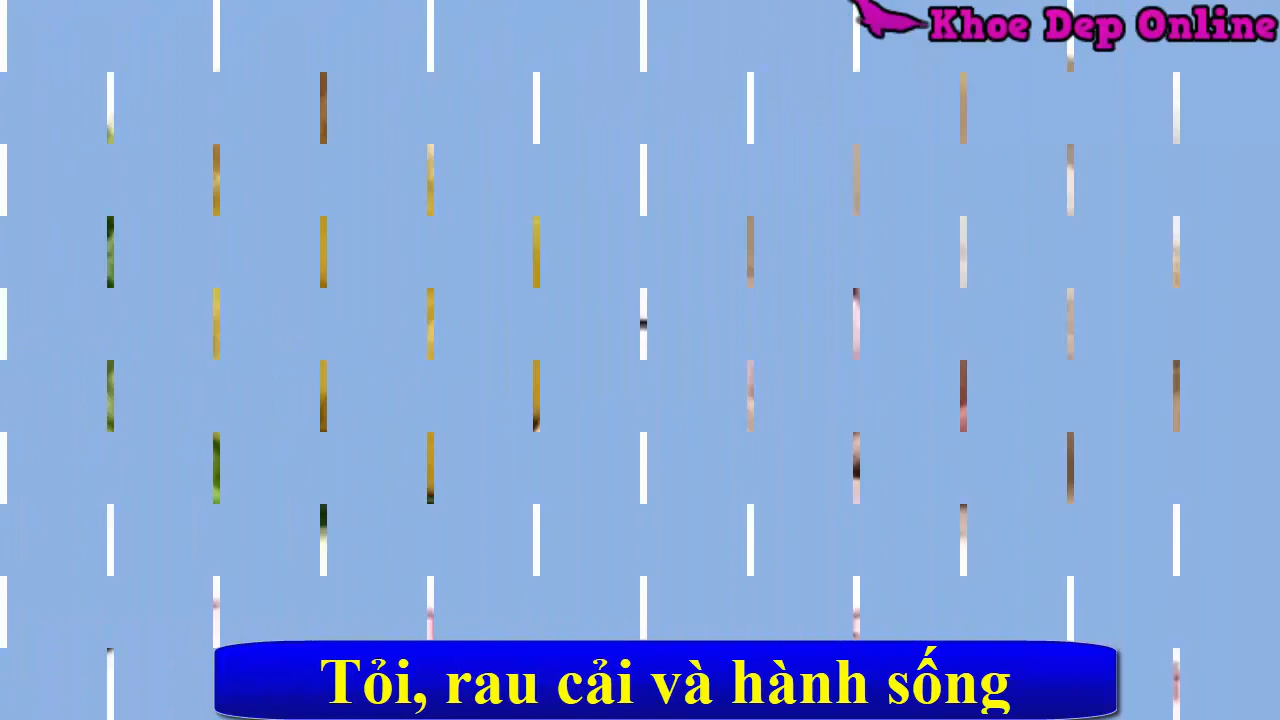 Khoe Dep Online
Tỏi, rau cải và hành sống